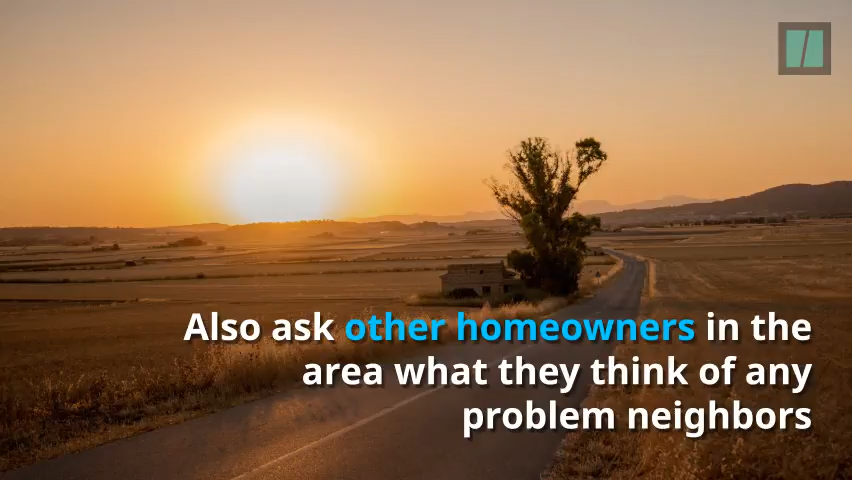 Also ask other homeowners in the
area what they think of any
problem neighbors